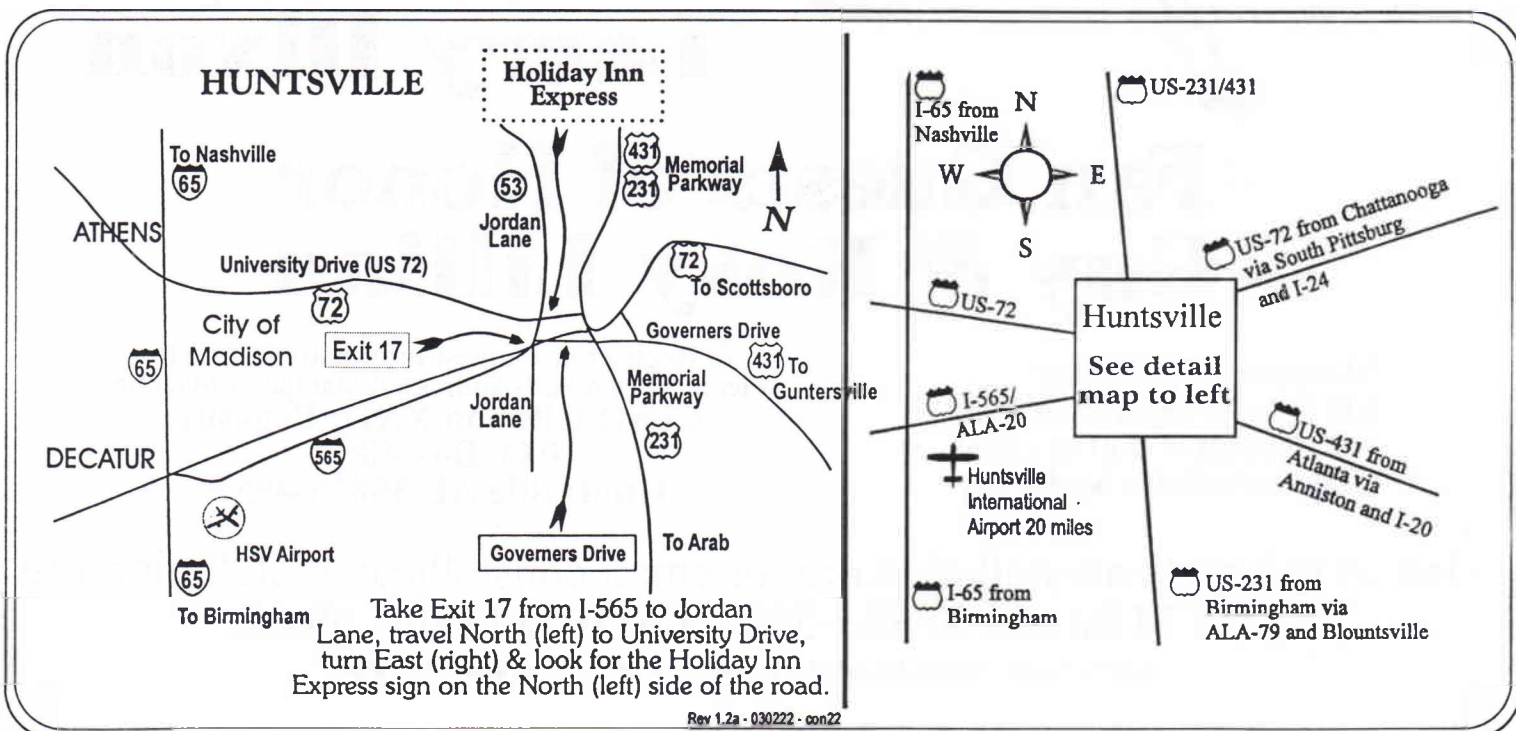 HUNTSVILLE
Holiday Inn
Express
To Nashville
65
ATHENS
53
Jordan
Lane
431
231
Memorial
Parkway
N
University Drive (US 72)
72
72
To Scottsboro
City of
Madison
65
Exit 17
Governers Drive
431 To
Guntersville
Jordan
Lane
Memorial
Parkway
231
DECATUR
565
HSV Airport
Governers Drive
To Arab
65
To Birmingham
Take Exit 17 from I-565 to Jordan
Lane, travel North (left) to University Drive,
turn East (right) & look for the Holiday Inn
Express sign on the North (left) side of the road.
Rev 1.2a - 030222 - con22
I-65 from
Nashville
N
W
E
S
US-231/431
US-72 from Chattanooga
via South Pittsburg
and I-24
US-72
Huntsville
See detail
map to left
I-565/
ALA-20
Huntsville
International
Airport 20 miles
US-431 from
Atlanta via
Anniston and I-20
I-65 from
Birmingham
US-231 from
Birmingham via
ALA-79 and Blountsville